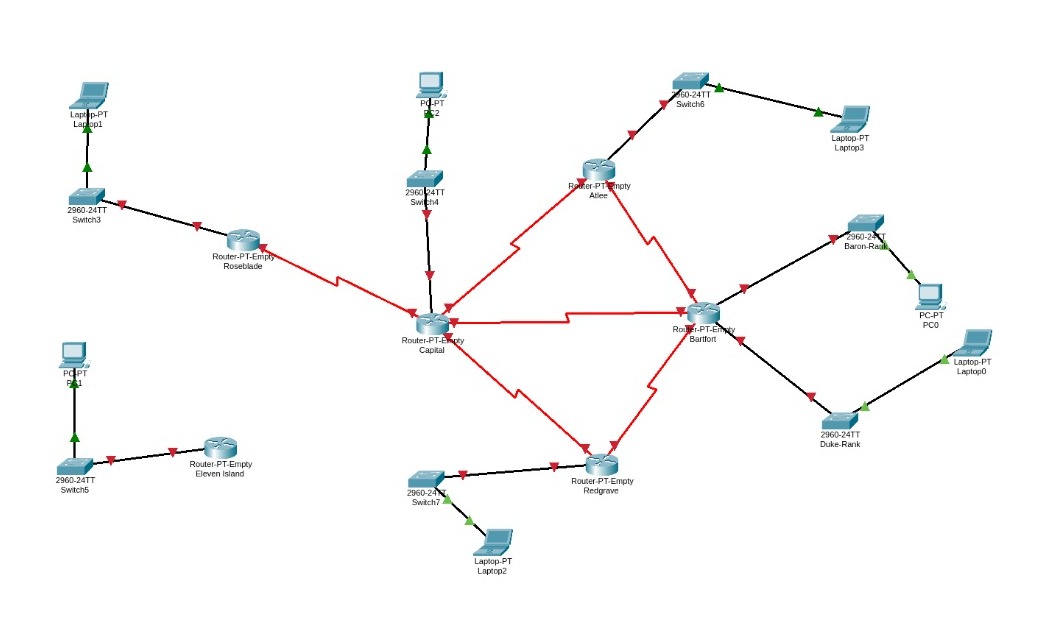 Laptop-PT
Laptop1
PC-PT
PC2
2960-24TT
Switch6
Laptop-PT
Laptop3
Router-PT-Empty
Atlee
2960-24TT
Switch4
2960-24TT
Switch3
2960-24TT
Baron-Rank
Router-PT-Empty
Roseblade
PC-PT
PC0
Router-PT-Empty
Bartfort
Router-PT-Empty
Capital
Laptop-PT
Laptop0
PC-PT
PC1
2960-24TT
Duke-Rank
Router-PT-Empty
Eleven Island
2960-24TT
Switch5
Router-PT-Empty
Redgrave
2960-24TT
Switch7
Laptop-PT
Laptop2